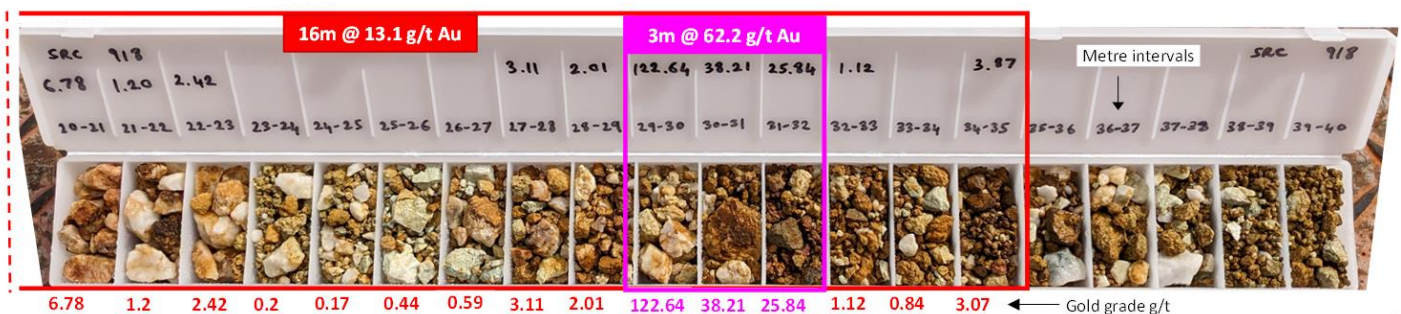 16m @ 13.1 g/t Au
3m @ 62.2 g/t Au
Metre intervals
SRC 918 SRC 918
3.11 2.01 122.64 38.21 25.84 1.12 3.87
6.78 1.20 2.42
20-21 21-22 22-23 23-24 24-25 25-26 26-27 27-28 28-29 29-30 30-31 31-32 32-33 33-34 34-35 35-36 36-37 37-38 38-39 39-40
6.78 1.2 2.42 0.2 0.17 0.44 0.59 3.11 2.01 122.64 38.21 25.84 1.12 0.84 3.07 Gold grade g/t